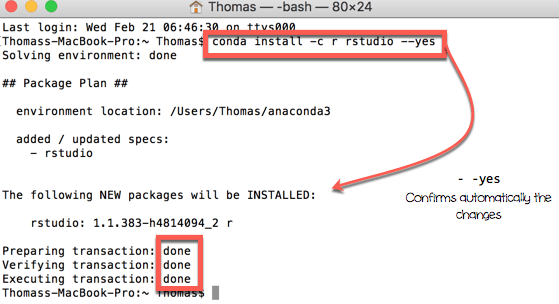 Thomas — -bash — 80×24
Last login: Wed Feb 21 06:46:30 on ttys000
Thomass-MacBook-Pro:~ Thomas$ conda install -c r rstudio --yes
Solving environment: done
## Package Plan ##
environment location: /Users/Thomas/anaconda3
added / updated specs:
- rstudio
- -yes
Confirms automatically the
changes
The following NEW packages will be INSTALLED:
rstudio: 1.1.383-h4814094_2 r
Preparing transaction: done
Verifying transaction: done
Executing transaction: done
Thomass-MacBook-Pro:~ Thomas$